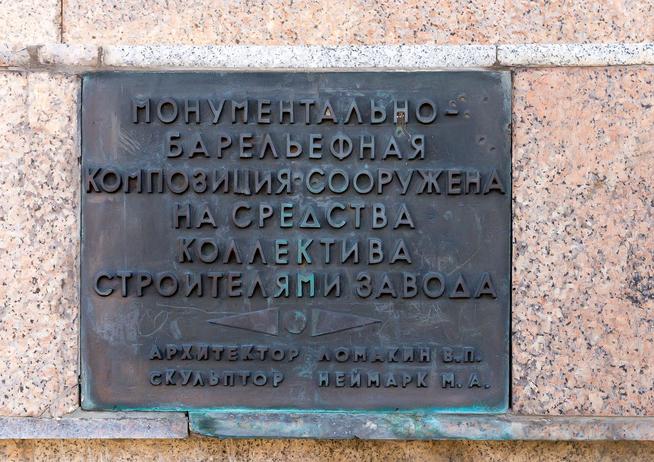 МОНУМЕНТАЛЬНО-
БАРЕЛЬЕФНАЯ
КОМПОЗИЦИЯ СООРУЖЕНА
НА СРЕДСТВА
КОЛЛЕКТИВА
СТРОИТЕЛЯМИ ЗАВОДА
АРХИТЕКТОР ЛОМАКИН В.П.
СКУЛЬПТОР НЕЙМАРК М.А.